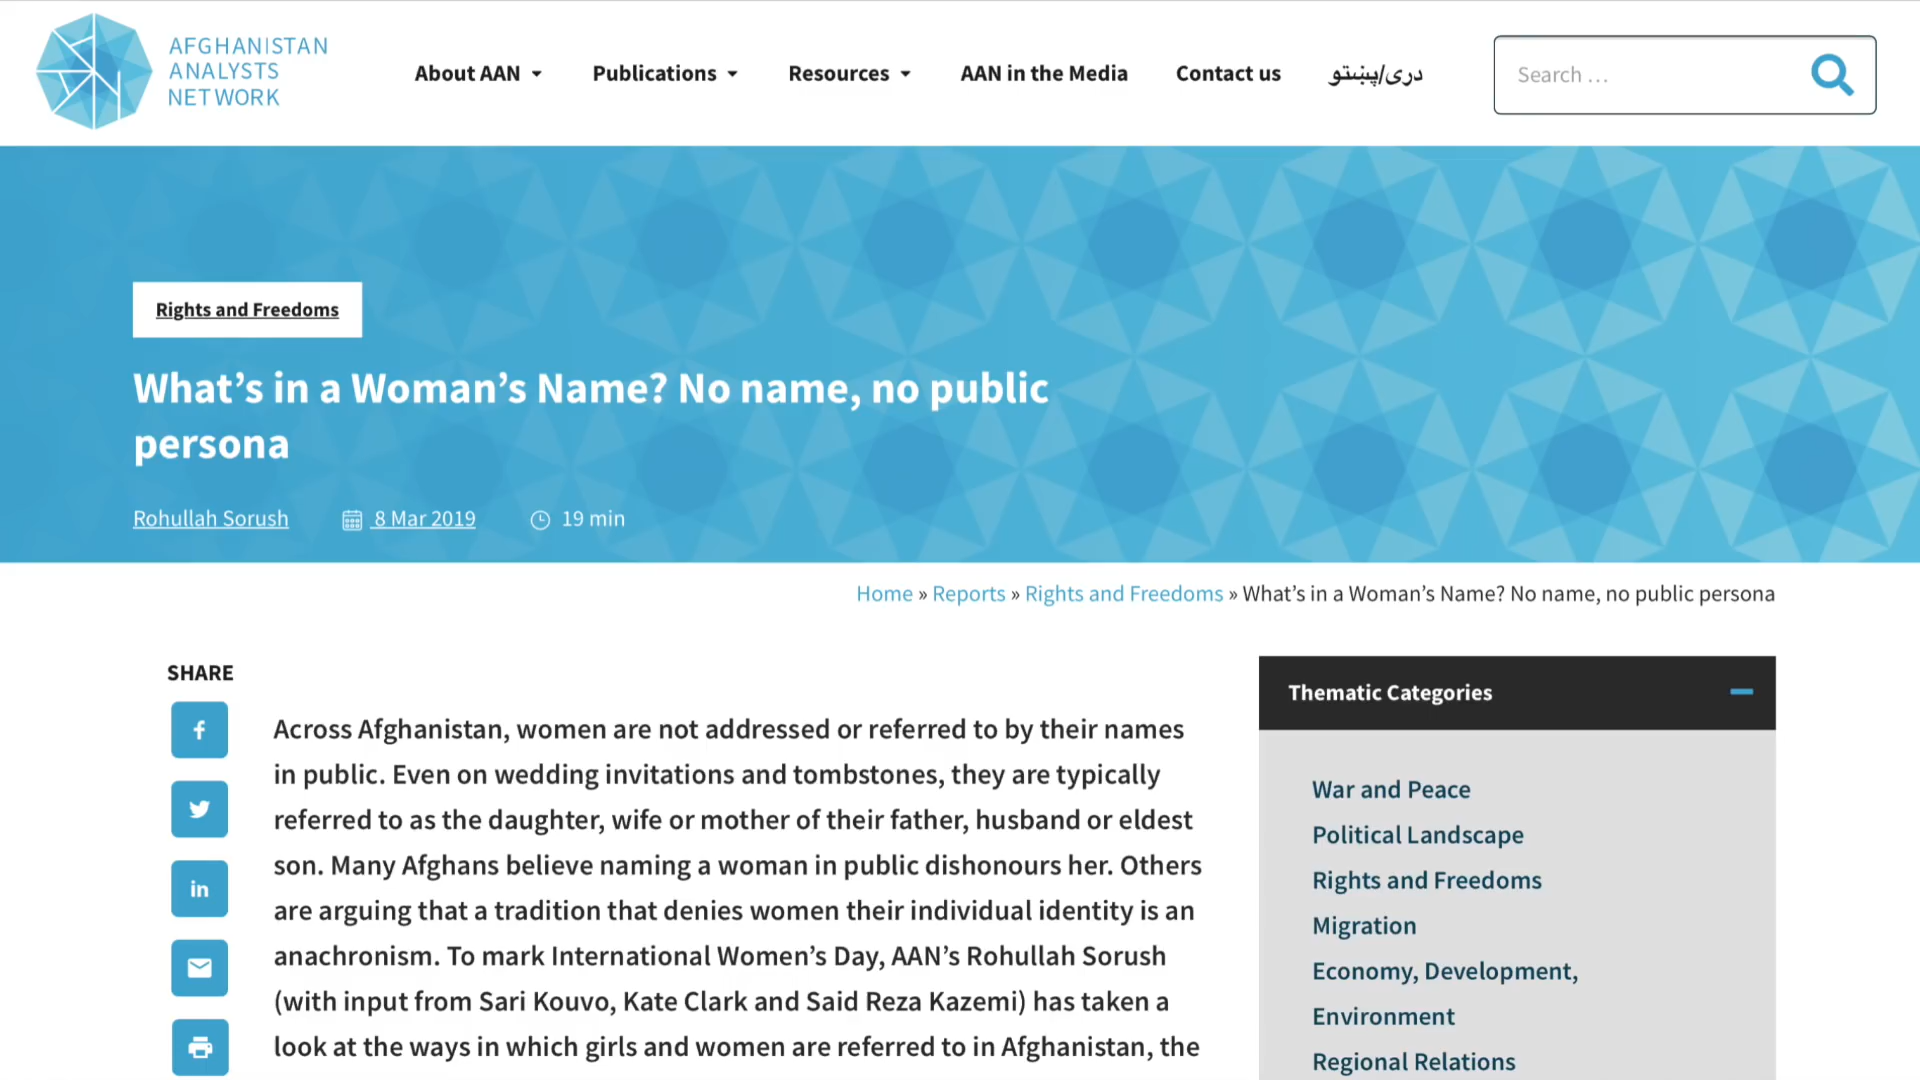 AFGHANISTAN
ANALYSTS
NETWORK
About AAN
Publications
Resources
AAN in the Media
Contact us
دری/پښتو
Search …
Rights and Freedoms
What’s in a Woman’s Name? No name, no public
persona
Rohullah Sorush
8 Mar 2019
19 min
Home » Reports » Rights and Freedoms » What’s in a Woman’s Name? No name, no public persona
SHARE
Across Afghanistan, women are not addressed or referred to by their names
in public. Even on wedding invitations and tombstones, they are typically
referred to as the daughter, wife or mother of their father, husband or eldest
son. Many Afghans believe naming a woman in public dishonours her. Others
are arguing that a tradition that denies women their individual identity is an
anachronism. To mark International Women’s Day, AAN’s Rohullah Sorush
(with input from Sari Kouvo, Kate Clark and Said Reza Kazemi) has taken a
look at the ways in which girls and women are referred to in Afghanistan, the
Thematic Categories
War and Peace
Political Landscape
Rights and Freedoms
Migration
Economy, Development,
Environment
Regional Relations